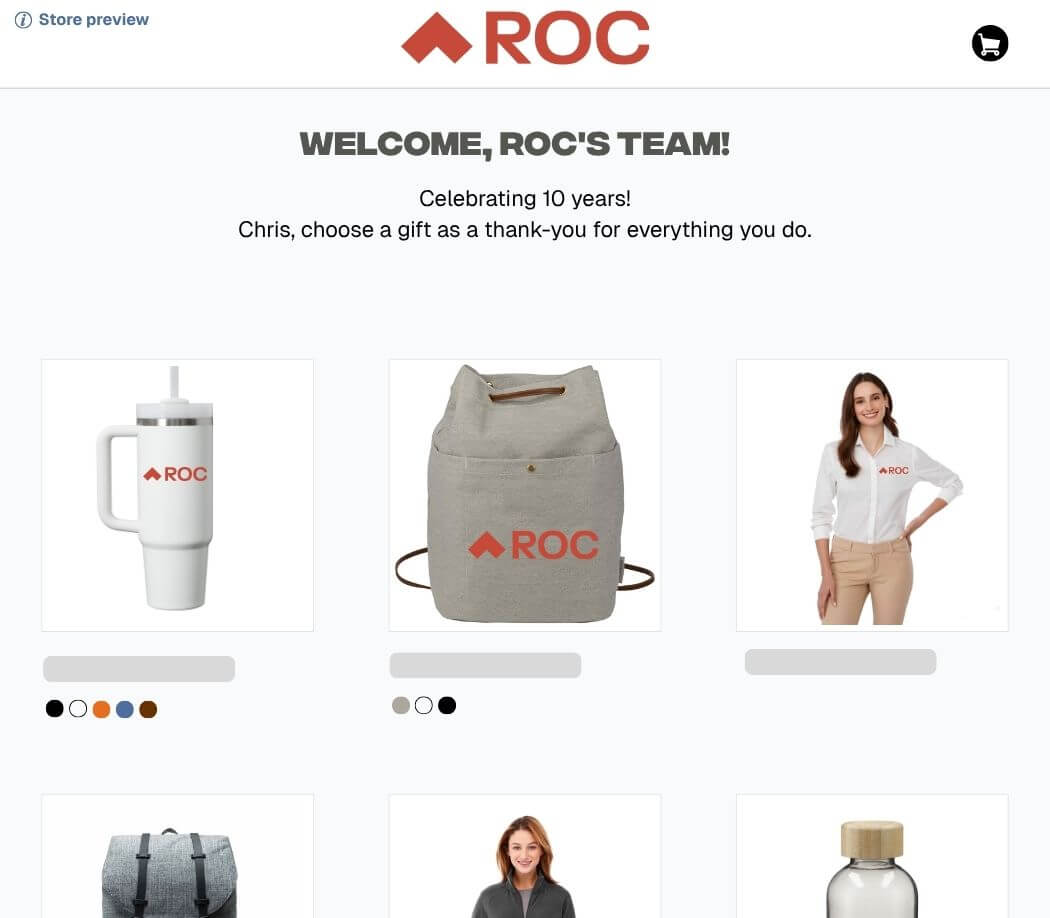 Store preview
ROC
WELCOME, ROC'S TEAM!
Celebrating 10 years!
Chris, choose a gift as a thank-you for everything you do.
ROC
ROC
ROC